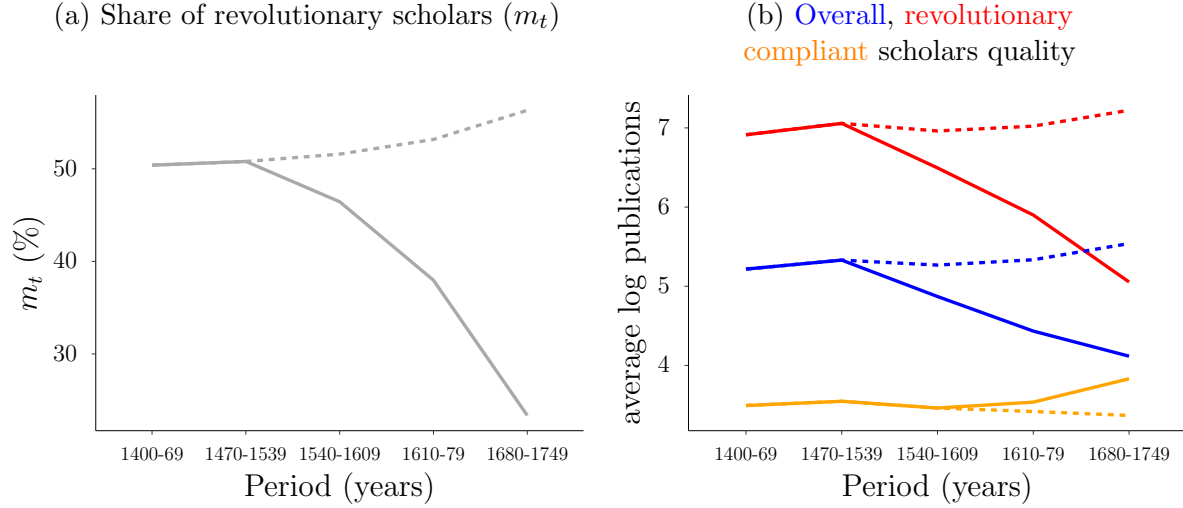 (a) Share of revolutionary scholars (m_t)
m_t (%)
50
40
30
1400-69 1470-1539 1540-1609 1610-79 1680-1749
Period (years)
(b) Overall, revolutionary
compliant scholars quality
average log publications
7
6
5
4
1400-69 1470-1539 1540-1609 1610-79 1680-1749
Period (years)